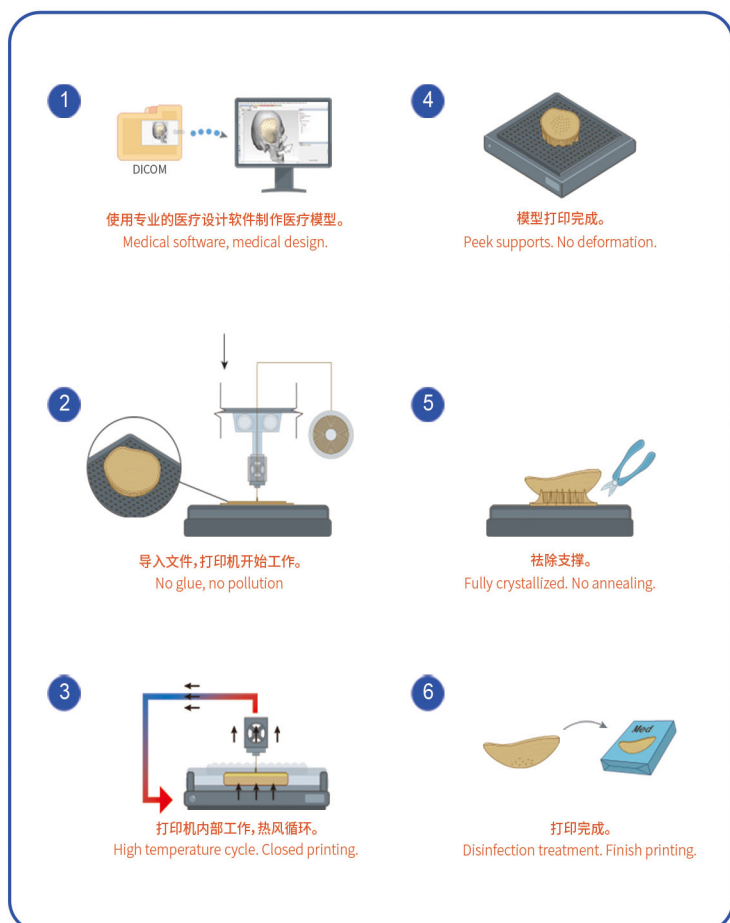 1
DICOM
使用专业的医疗设计软件制作医疗模型。
Medical software, medical design.
2
导入文件,打印机开始工作。
No glue, no pollution
3
打印机内部工作,热风循环。
High temperature cycle. Closed printing.
4
模型打印完成。
Peek supports. No deformation.
5
祛除支撑。
Fully crystallized. No annealing.
6
Med
打印完成。
Disinfection treatment. Finish printing.